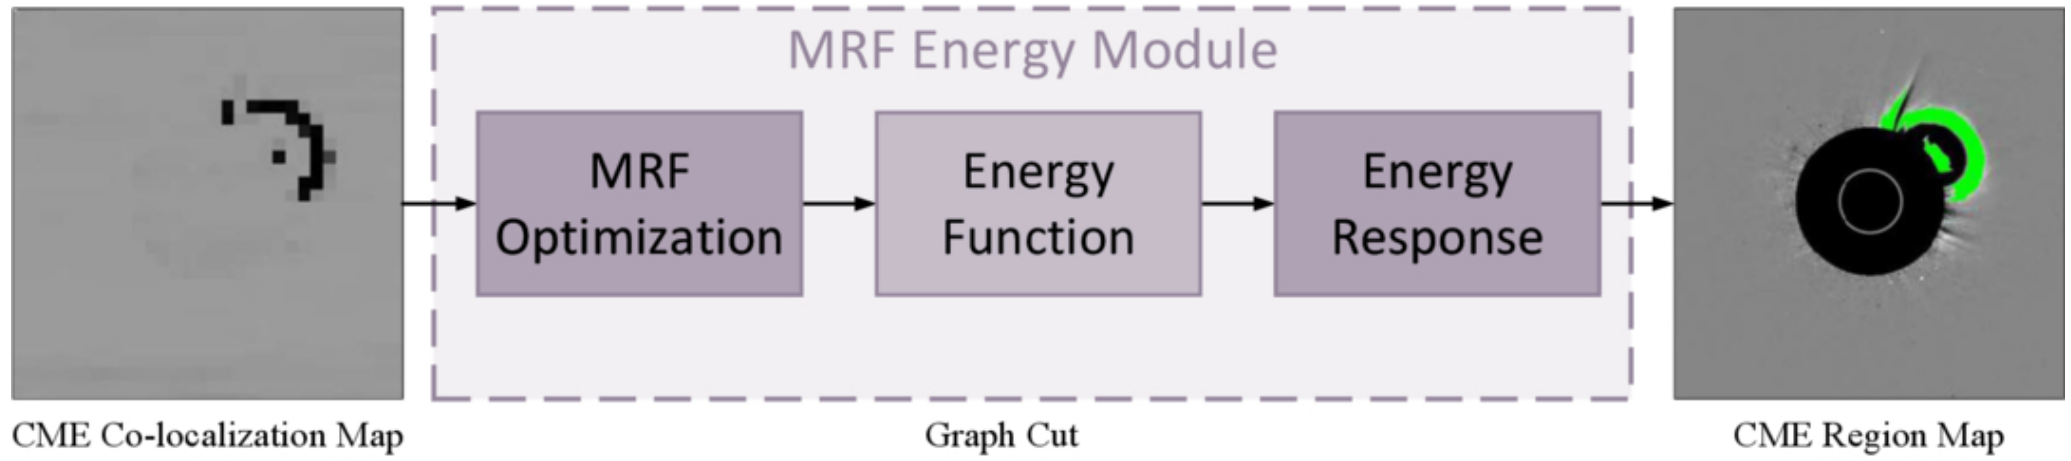 MRF Energy Module
MRF
Optimization
Energy
Function
Energy
Response
CME Co-localization Map
Graph Cut
CME Region Map